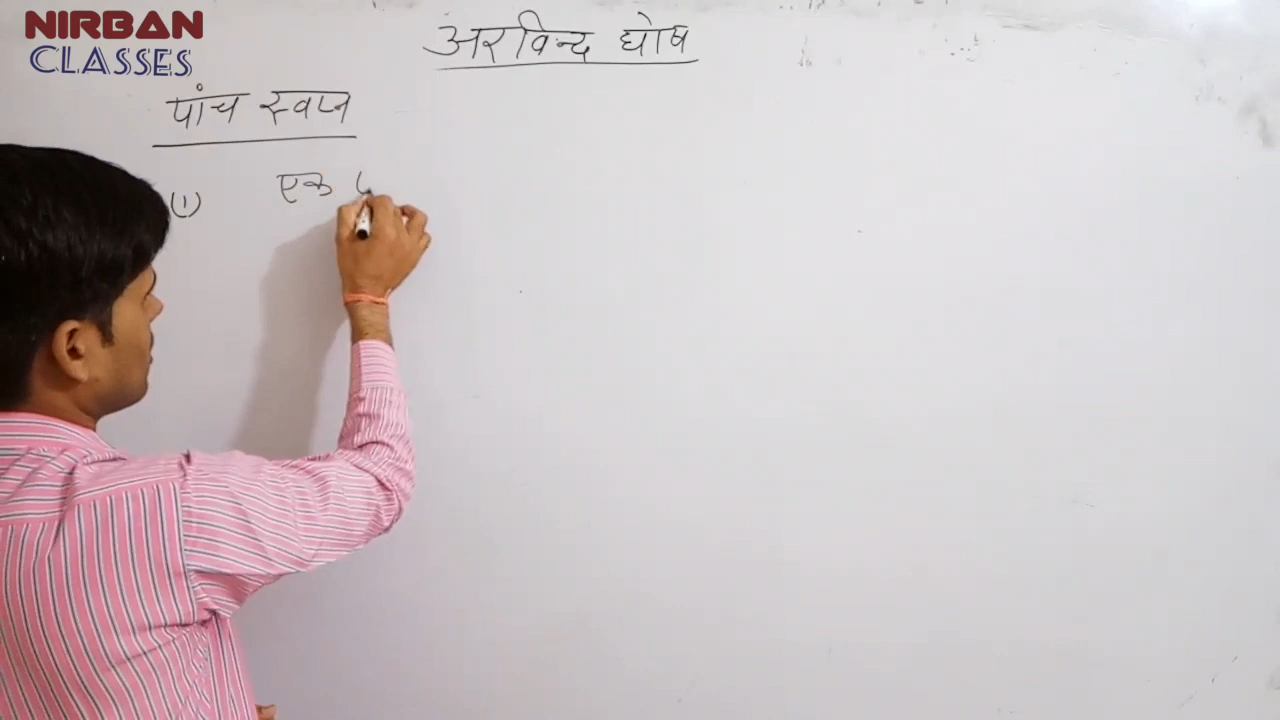 NIRBAN
CLASSES
अरविन्द घोष
पांच स्वप्न
(1) एक